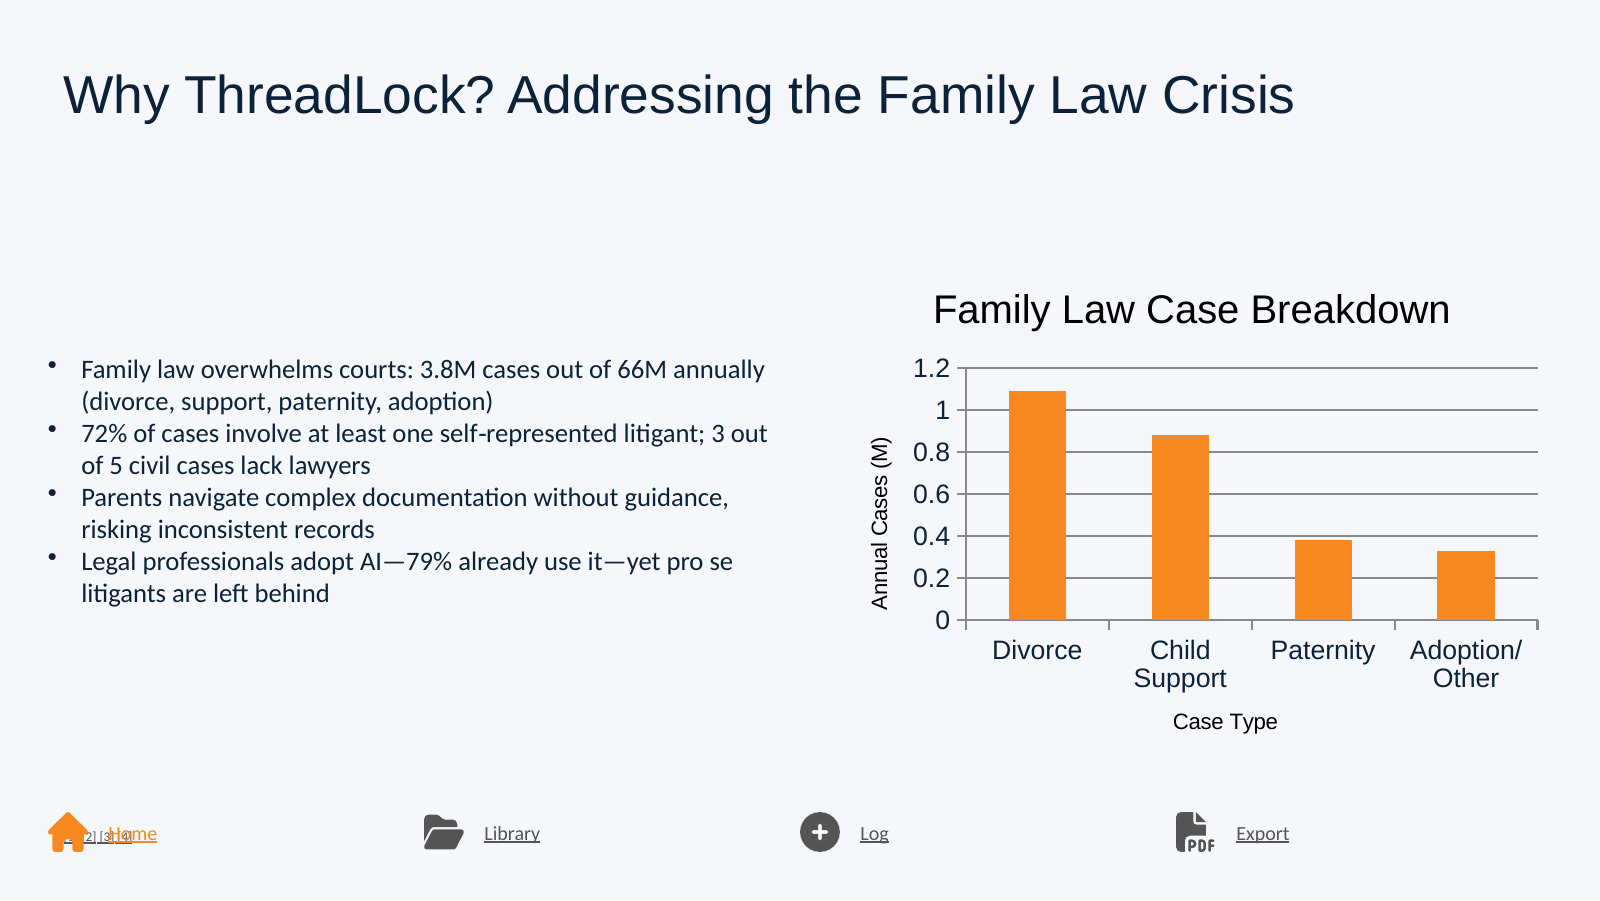 Why ThreadLock? Addressing the Family Law Crisis
• Family law overwhelms courts: 3.8M cases out of 66M annually
(divorce, support, paternity, adoption)
• 72% of cases involve at least one self-represented litigant; 3 out
of 5 civil cases lack lawyers
• Parents navigate complex documentation without guidance,
risking inconsistent records
• Legal professionals adopt AI—79% already use it—yet pro se
litigants are left behind
Family Law Case Breakdown
Annual Cases (M)
1.2
1
0.8
0.6
0.4
0.2
0
Divorce
Child
Support
Paternity
Adoption/
Other
Case Type
Home
Library
Log
PDF
Export